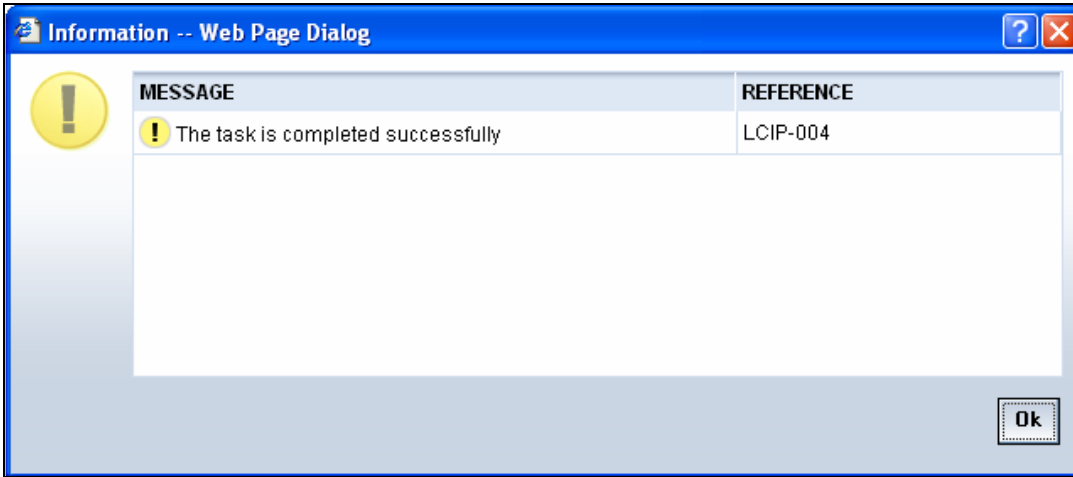 Information -- Web Page Dialog
MESSAGE REFERENCE
The task is completed successfully LCIP-004
Ok